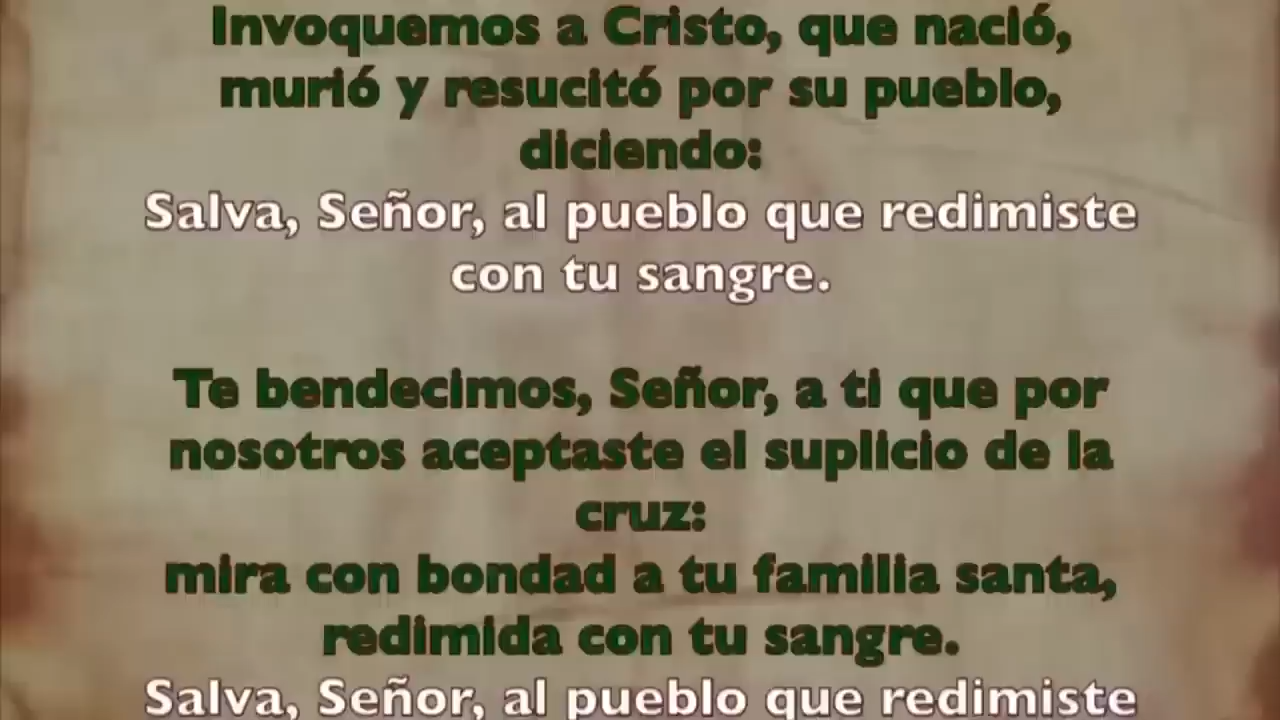 Invoquemos a Cristo, que nació,
murió y resucitó por su pueblo,
diciendo:
Salva, Señor, al pueblo que redimiste
con tu sangre.
Te bendecimos, Señor, a ti que por
nosotros aceptaste el suplicio de la
cruz:
mira con bondad a tu familia santa,
redimida con tu sangre.
Salva, Señor, al pueblo que redimiste